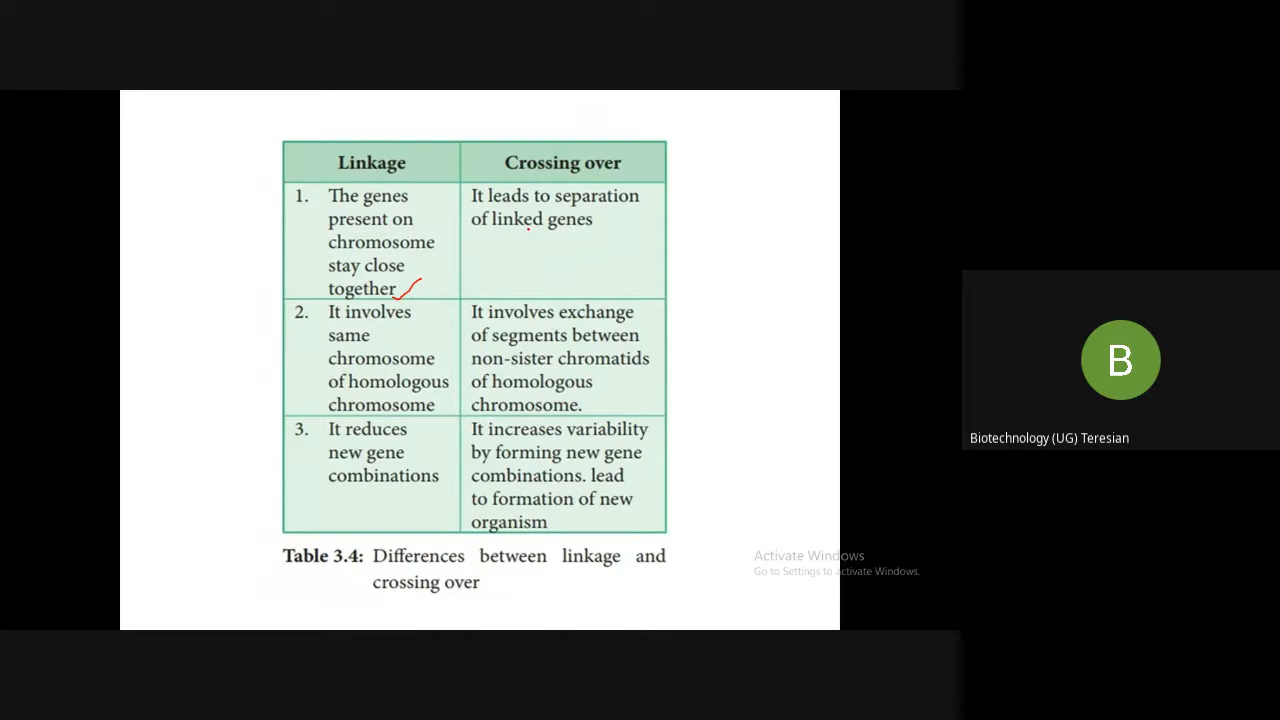 Linkage
Crossing over
1. The genes
present on
chromosome
stay close
together
It leads to separation
of linked genes
2. It involves
same
chromosome
of homologous
chromosome
It involves exchange
of segments between
non-sister chromatids
of homologous
chromosome.
3. It reduces
new gene
combinations
It increases variability
by forming new gene
combinations. lead
to formation of new
organism
Table 3.4: Differences between linkage and
crossing over
Activate Windows
Go to Settings to activate Windows.
B
Biotechnology (UG) Teresian